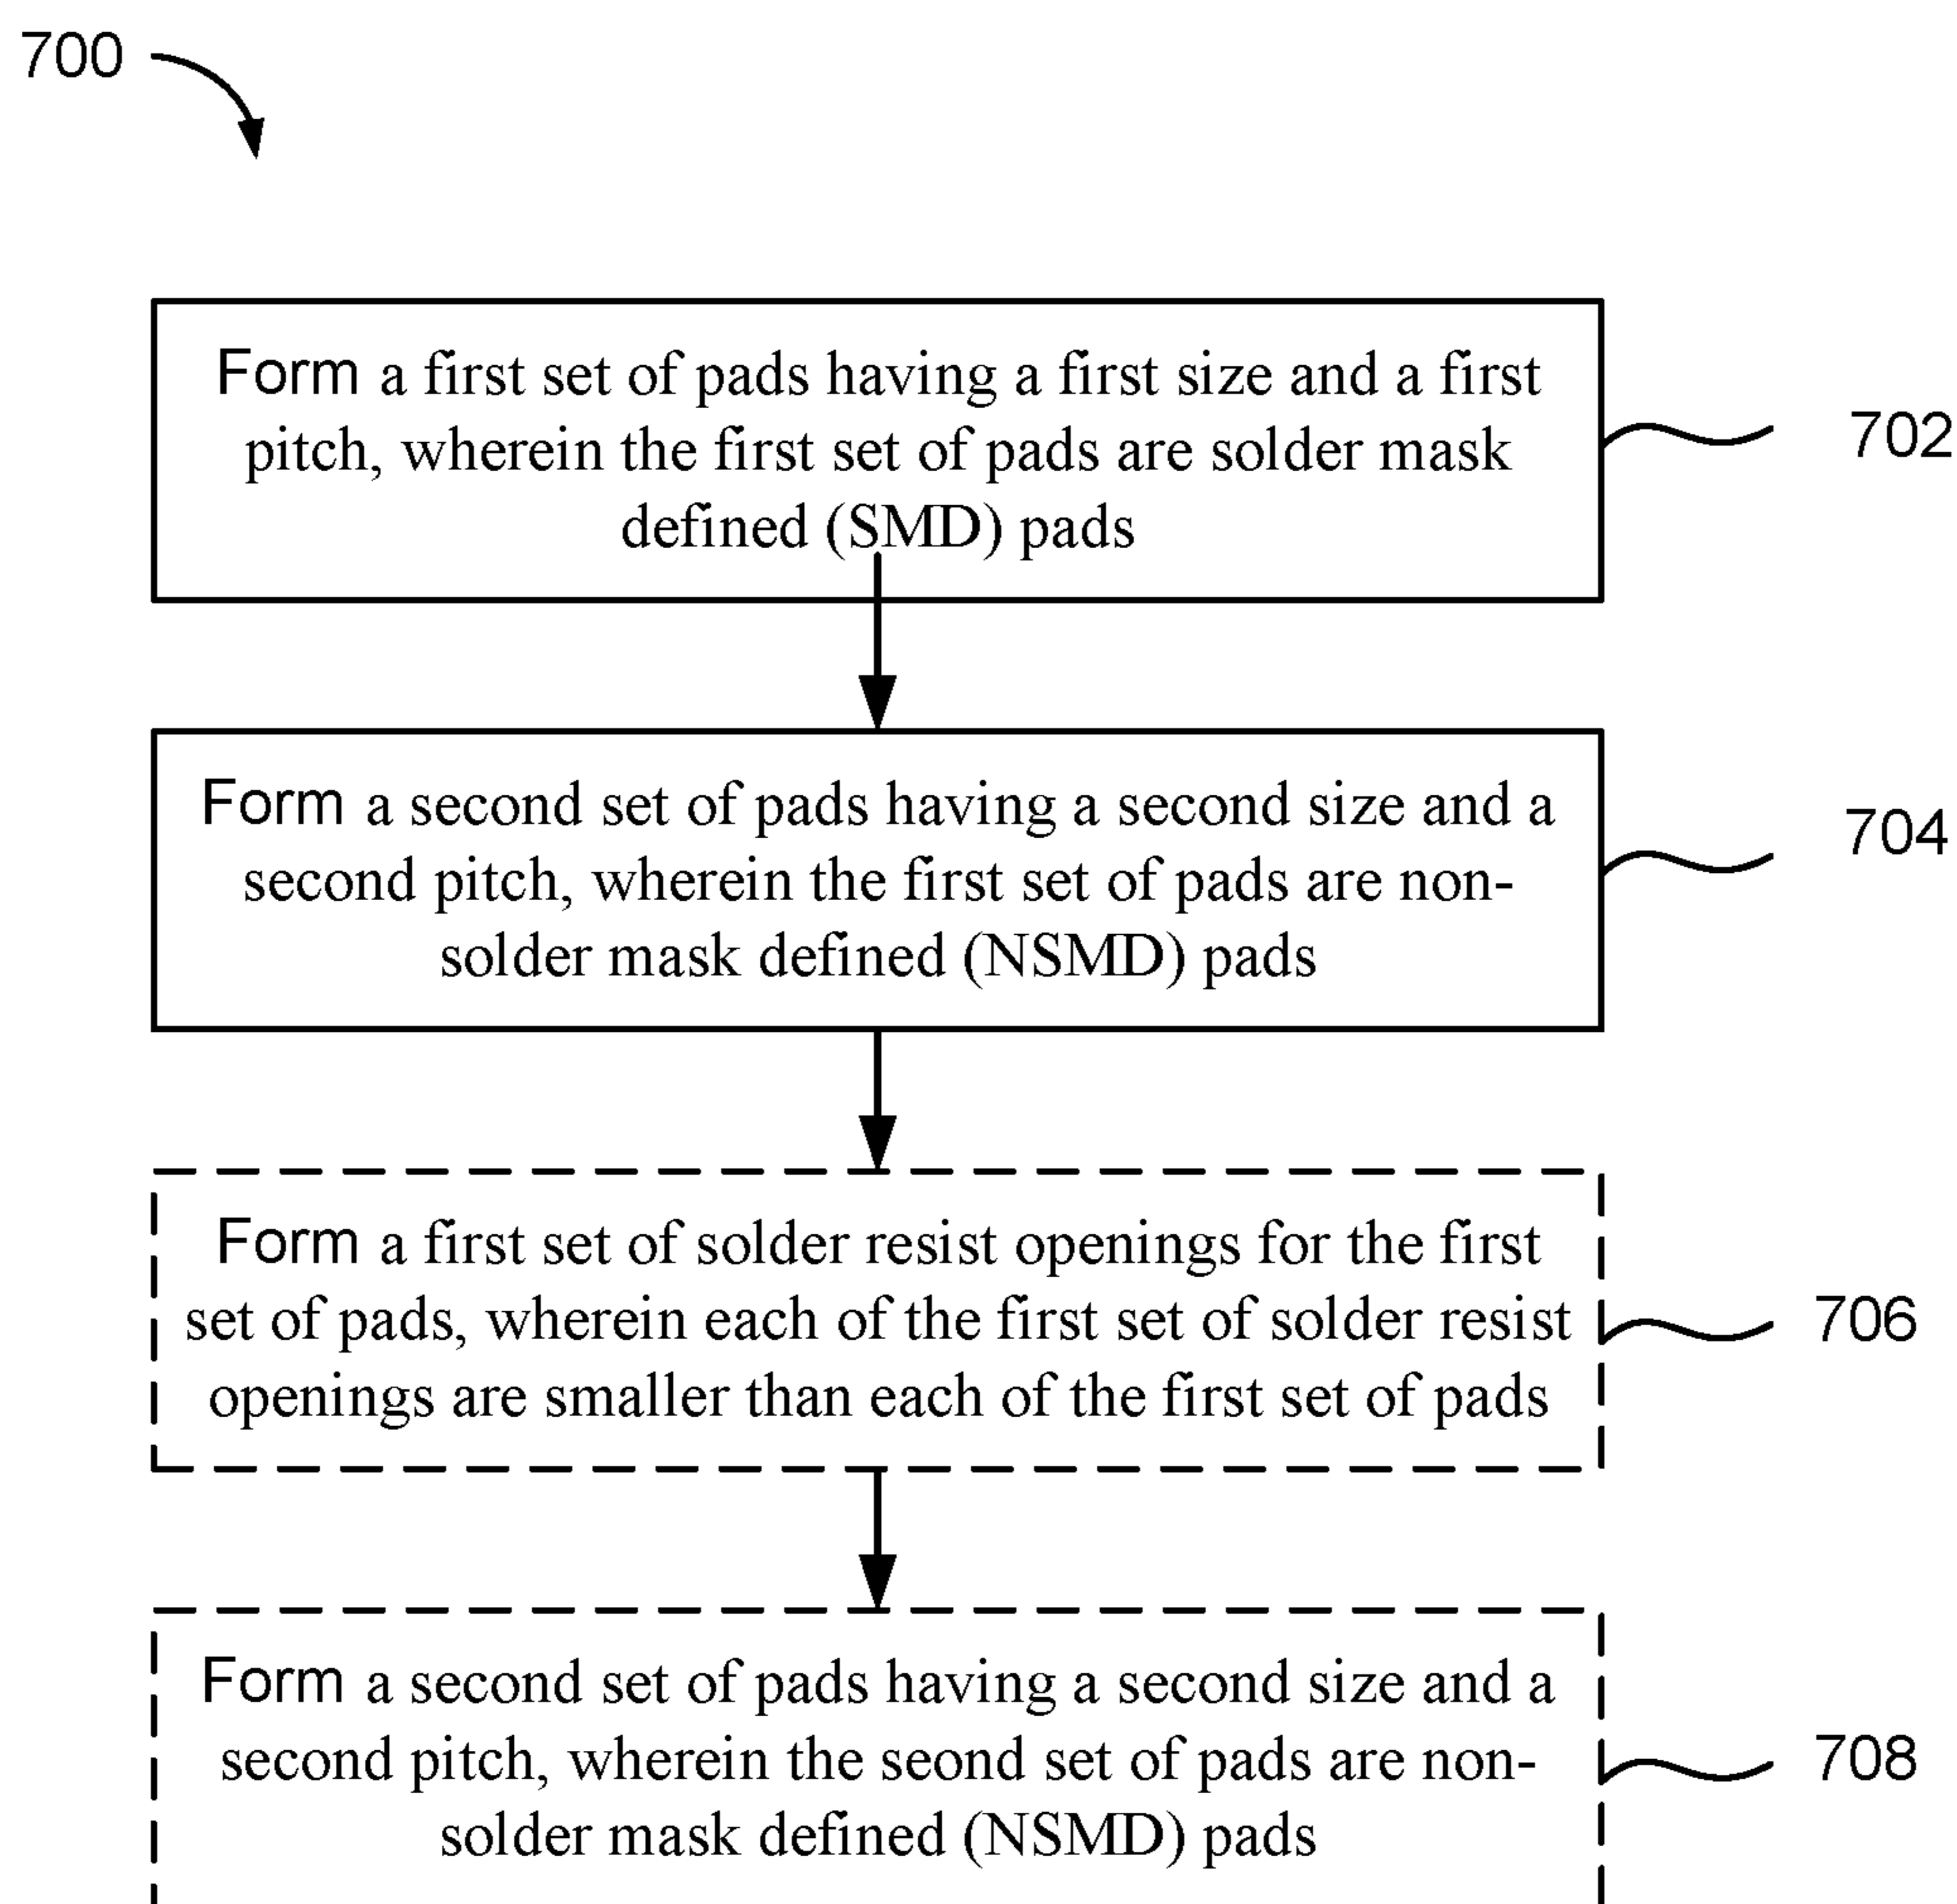 700
Form a first set of pads having a first size and a first
pitch, wherein the first set of pads are solder mask
defined (SMD) pads
702
Form a second set of pads having a second size and a
second pitch, wherein the first set of pads are non-
solder mask defined (NSMD) pads
704
Form a first set of solder resist openings for the first
set of pads, wherein each of the first set of solder resist
openings are smaller than each of the first set of pads
706
Form a second set of pads having a second size and a
second pitch, wherein the seond set of pads are non-
solder mask defined (NSMD) pads
708